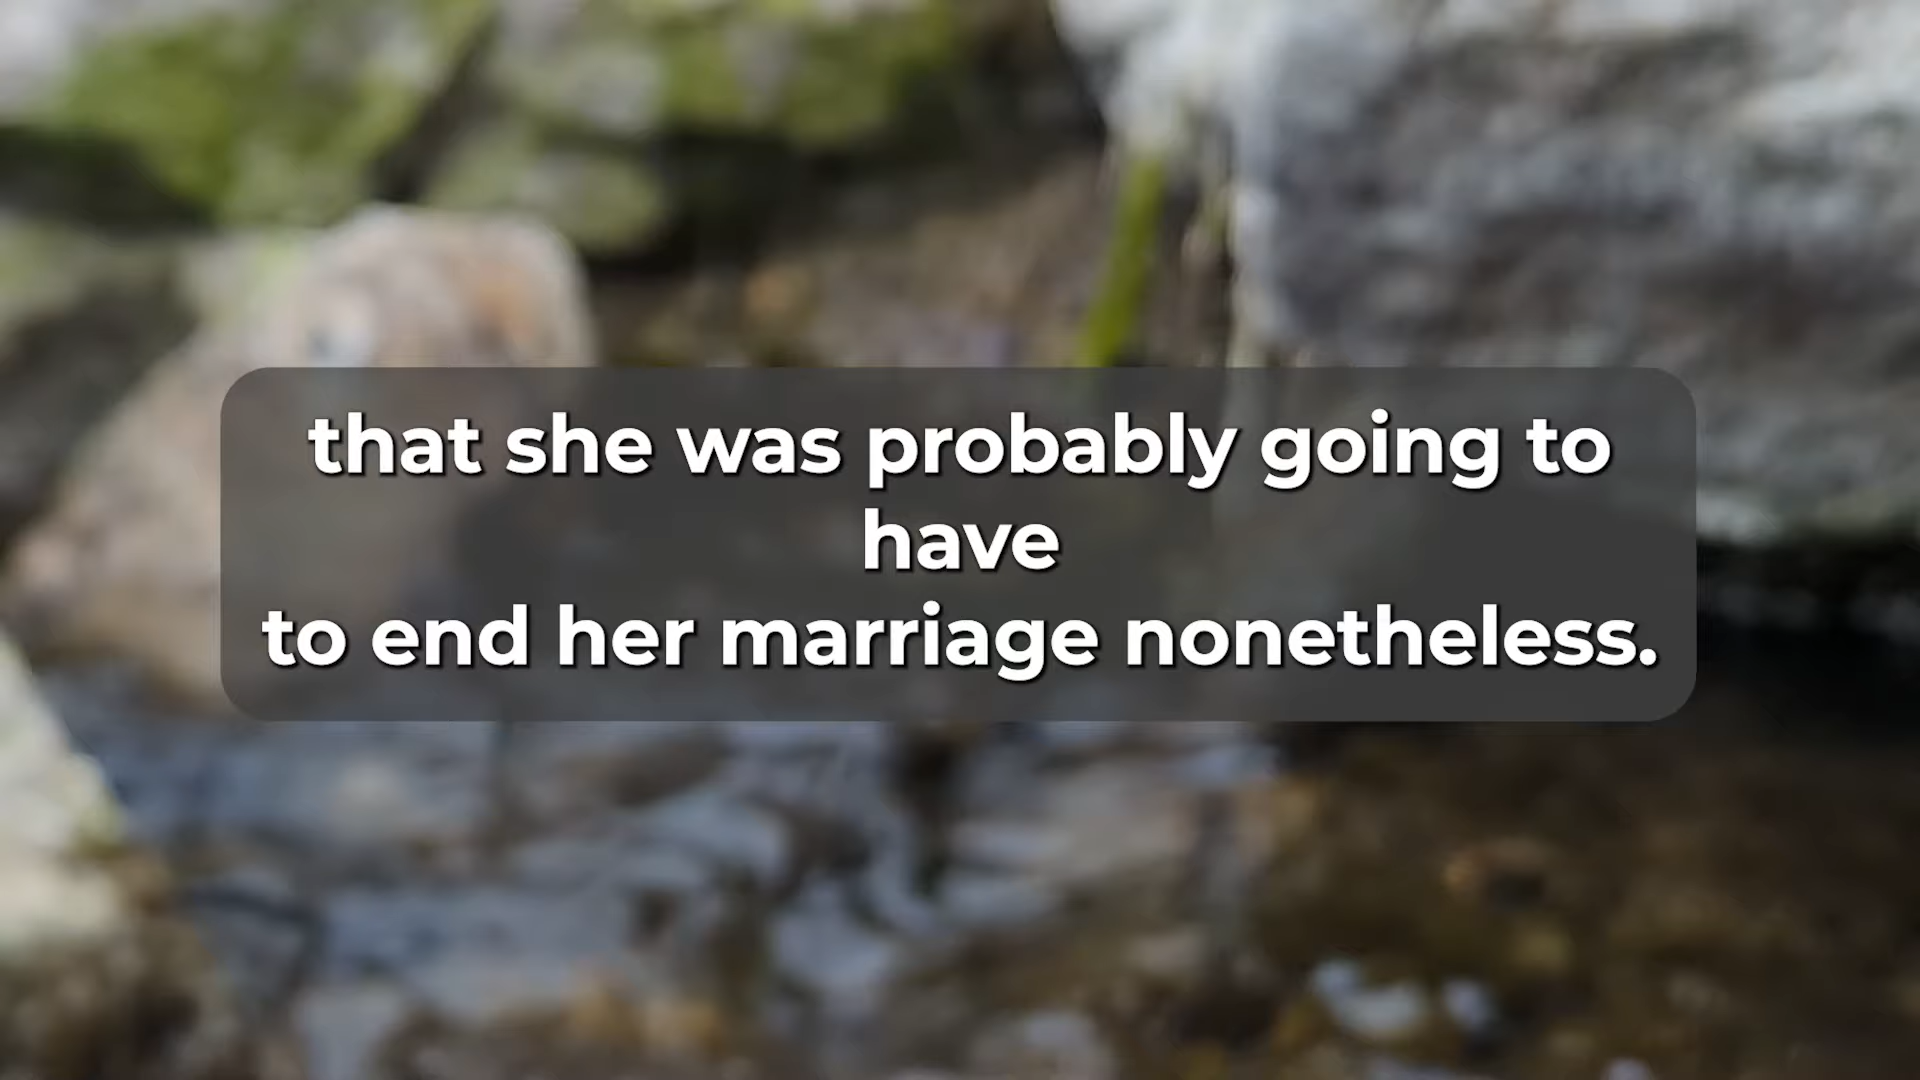 that she was probably going to
have
to end her marriage nonetheless.